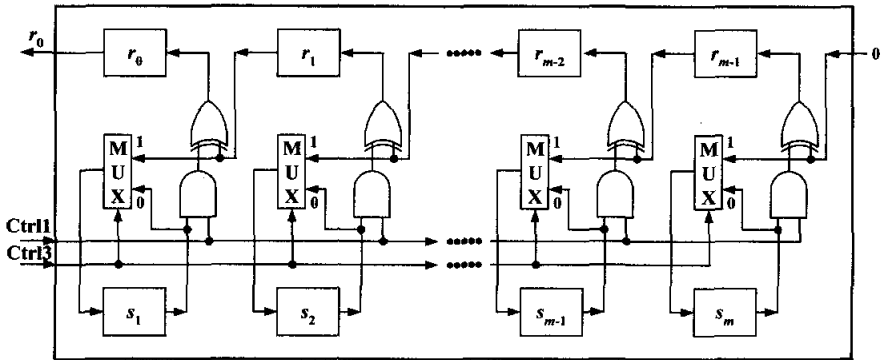 r₀ r₀ r₁ ••••• rₘ₋₂ rₘ₋₁ 0
M U X 1 0
M U X 1 0
M U X 1 0
M U X 1 0
Ctrl1 •••••
Ctrl3 •••••
s₁ s₂ sₘ₋₁ sₘ